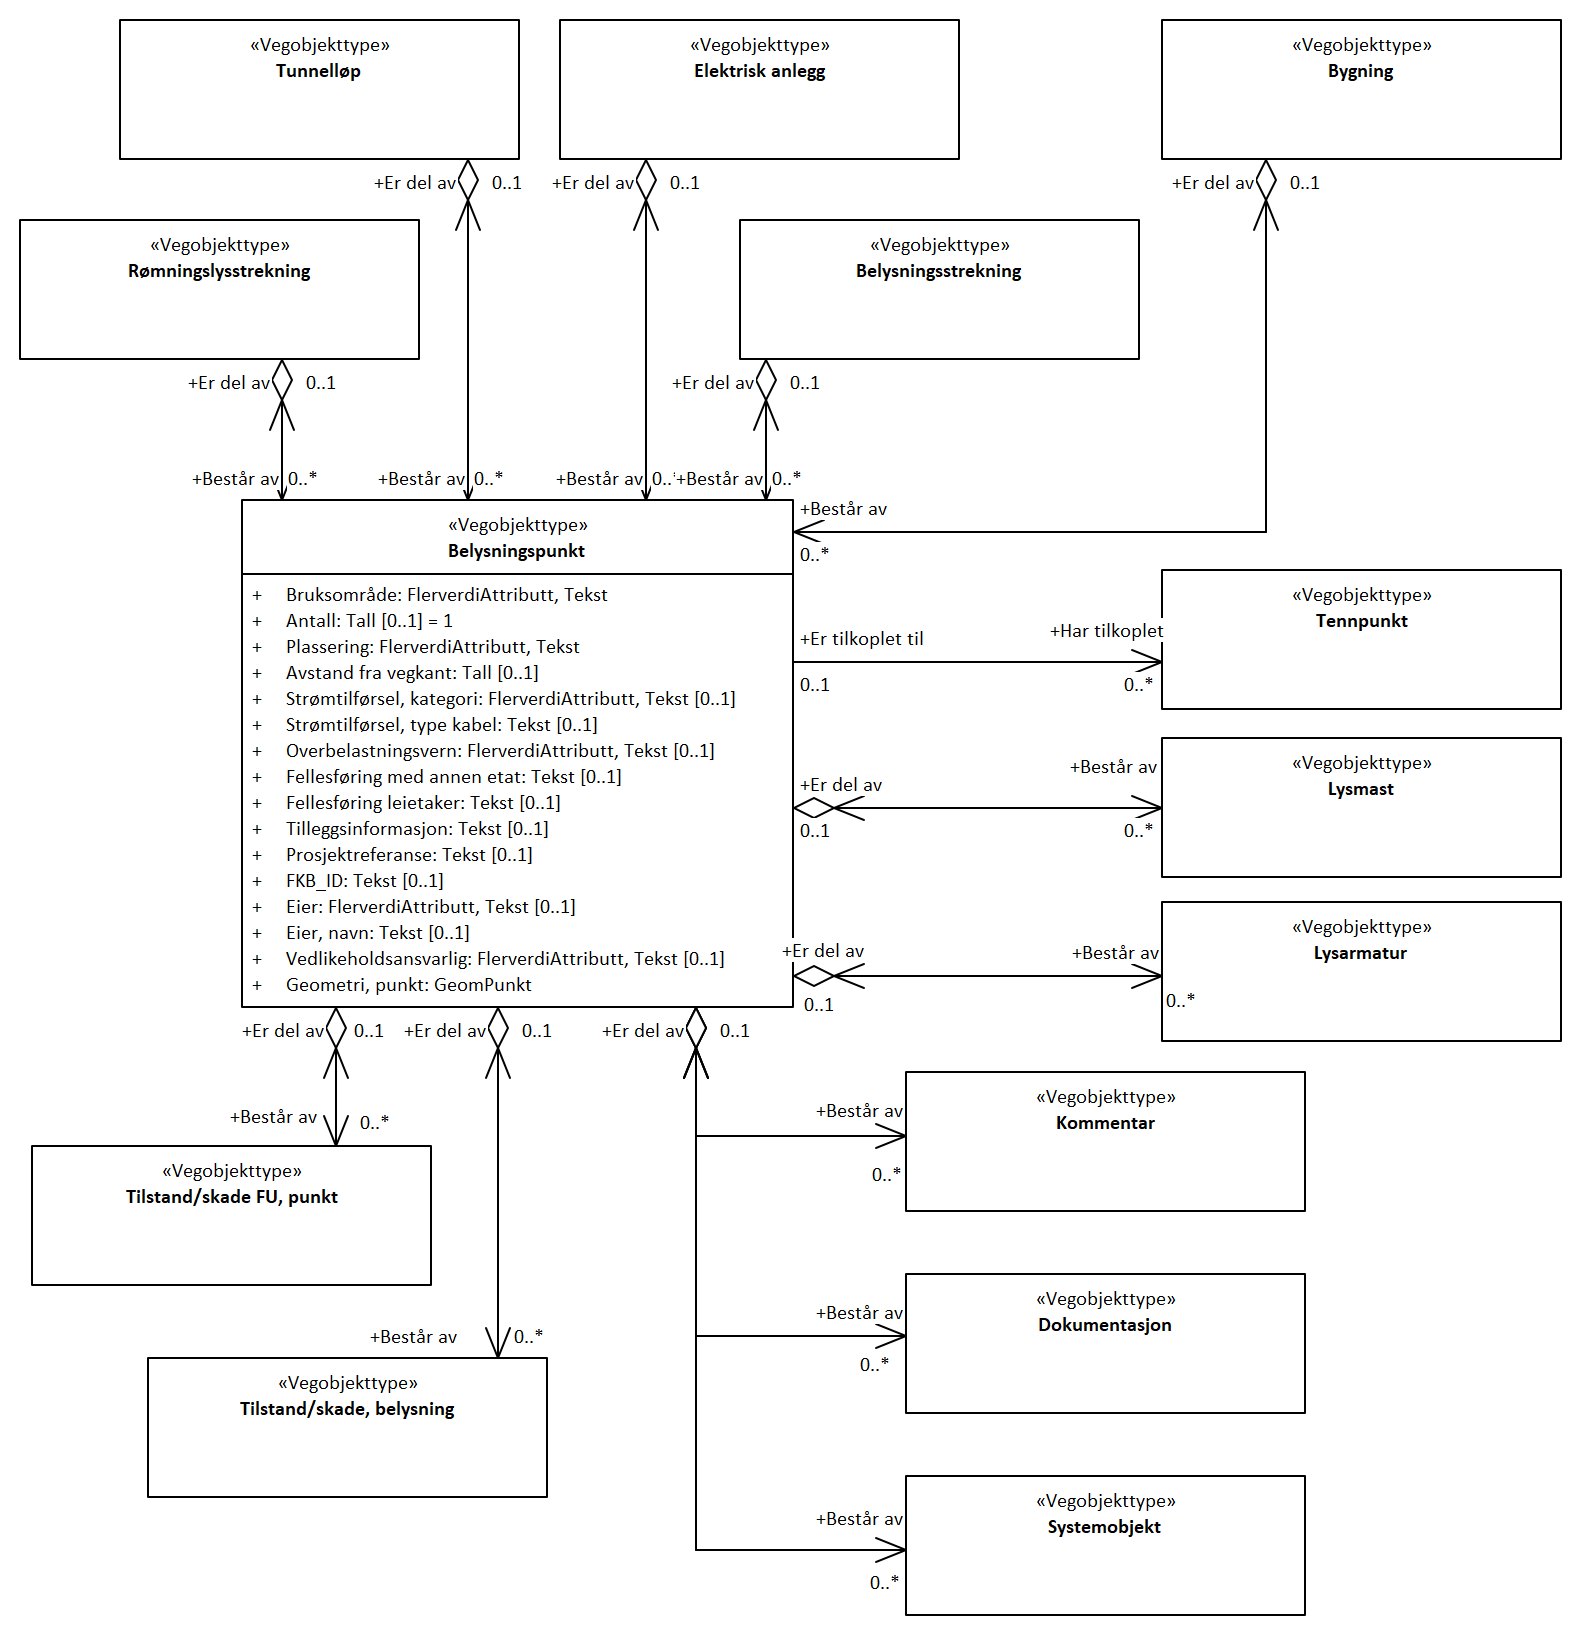 «Vegobjekttype»
Tunnelløp
«Vegobjekttype»
Elektrisk anlegg
«Vegobjekttype»
Bygning
+Er del av
0..1
+Er del av
0..1
+Er del av
0..1
«Vegobjekttype»
Rømningslysstrekning
«Vegobjekttype»
Belysningsstrekning
+Er del av
0..1
+Er del av
0..1
+Består av
0..*
+Består av
0..*
+Består av
0..
+Består av
0..*
«Vegobjekttype»
Belysningspunkt
+ Bruksområde: FlerverdiAttributt, Tekst
+ Antall: Tall [0..1] = 1
+ Plassering: FlerverdiAttributt, Tekst
+ Avstand fra vegkant: Tall [0..1]
+ Strømtilførsel, kategori: FlerverdiAttributt, Tekst [0..1]
+ Strømtilførsel, type kabel: Tekst [0..1]
+ Overbelastningsvern: FlerverdiAttributt, Tekst [0..1]
+ Fellesføring med annen etat: Tekst [0..1]
+ Fellesføring leietaker: Tekst [0..1]
+ Tilleggsinformasjon: Tekst [0..1]
+ Prosjektreferanse: Tekst [0..1]
+ FKB_ID: Tekst [0..1]
+ Eier: FlerverdiAttributt, Tekst [0..1]
+ Eier, navn: Tekst [0..1]
+ Vedlikeholdsansvarlig: FlerverdiAttributt, Tekst [0..1]
+ Geometri, punkt: GeomPunkt
+Består av
0..*
+Er tilkoplet til
0..1
+Har tilkoplet
0..*
«Vegobjekttype»
Tennpunkt
+Er del av
0..1
+Består av
0..*
«Vegobjekttype»
Lysmast
+Er del av
0..1
+Består av
0..*
«Vegobjekttype»
Lysarmatur
+Er del av
0..1
+Er del av
0..1
+Er del av
0..1
+Består av
0..*
«Vegobjekttype»
Tilstand/skade FU, punkt
+Består av
0..*
«Vegobjekttype»
Tilstand/skade, belysning
+Består av
0..*
«Vegobjekttype»
Kommentar
+Består av
0..*
«Vegobjekttype»
Dokumentasjon
+Består av
0..*
«Vegobjekttype»
Systemobjekt